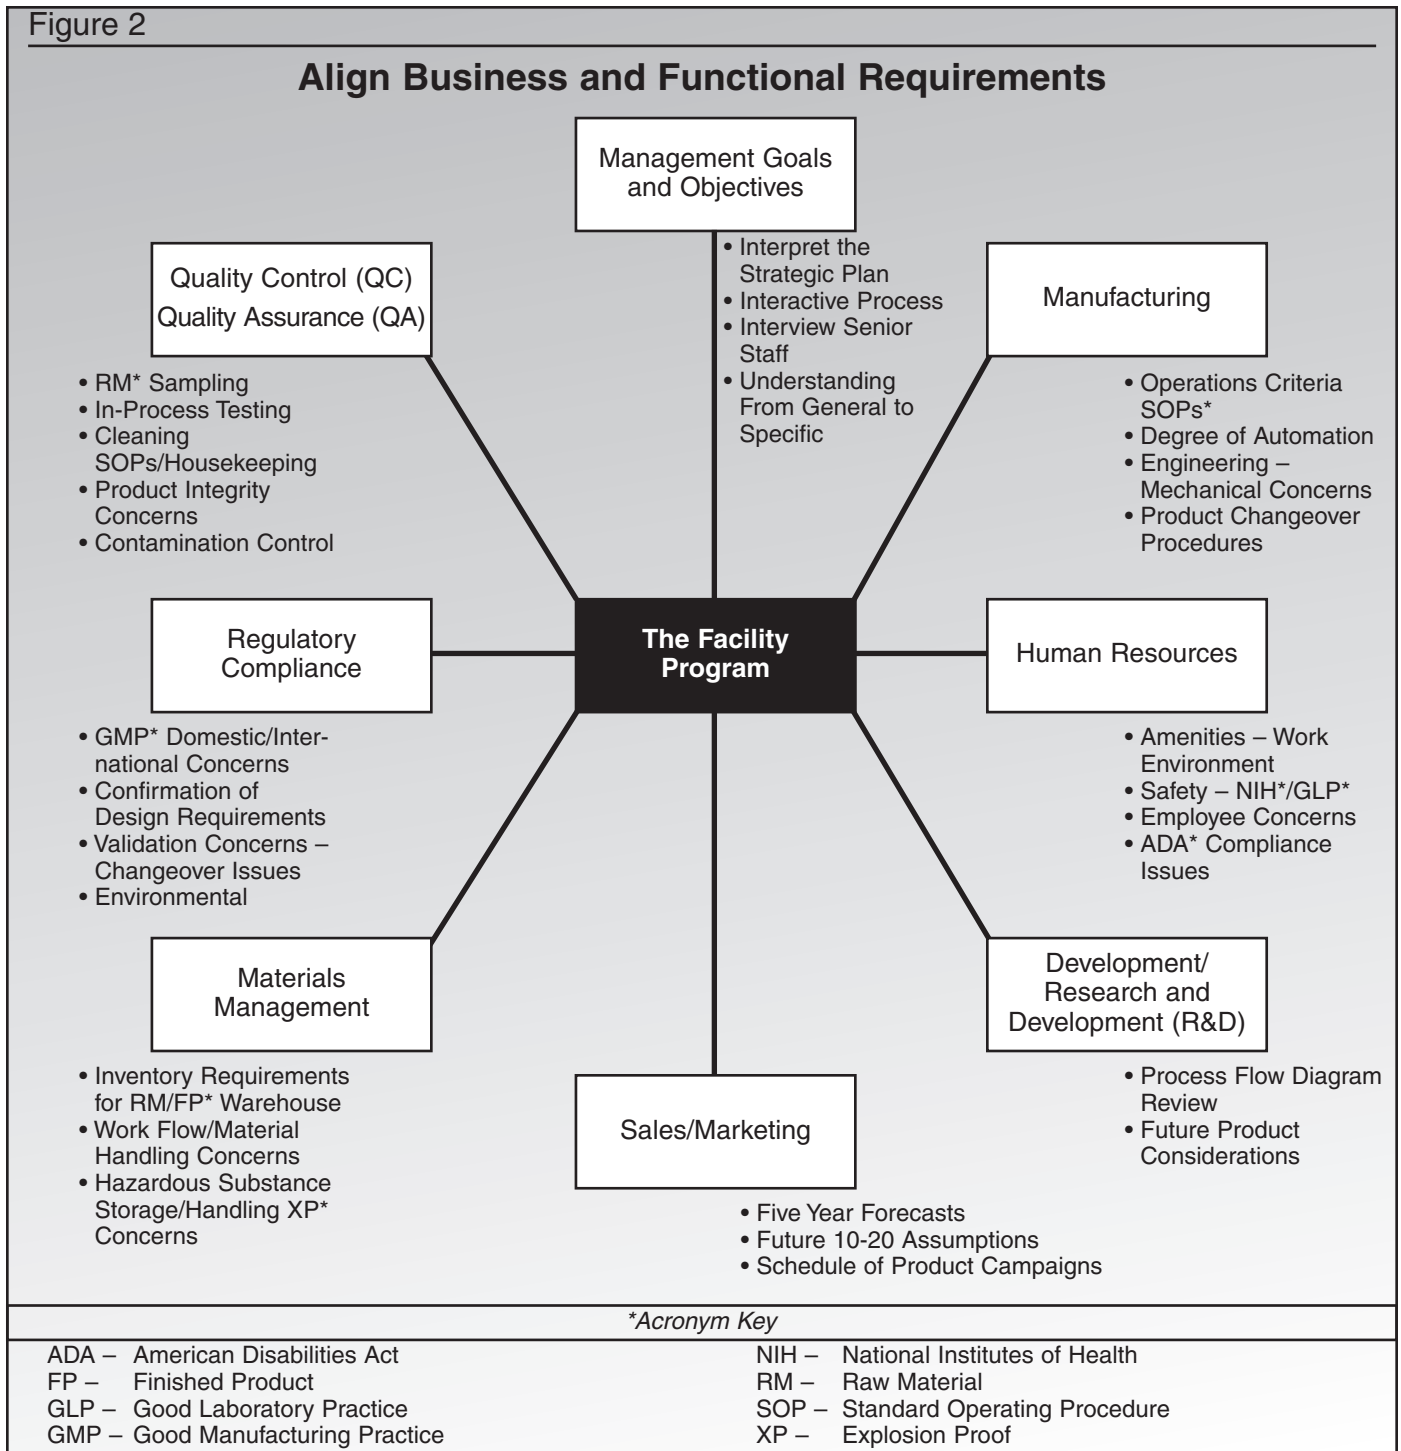 Figure 2
Align Business and Functional Requirements
Management Goals
and Objectives
• Interpret the
Strategic Plan
• Interactive Process
• Interview Senior
Staff
• Understanding
From General to
Specific
Quality Control (QC)
Quality Assurance (QA)
• RM* Sampling
• In-Process Testing
• Cleaning
SOPs/Housekeeping
• Product Integrity
Concerns
• Contamination Control
Manufacturing
• Operations Criteria
SOPs*
• Degree of Automation
• Engineering –
Mechanical Concerns
• Product Changeover
Procedures
Regulatory
Compliance
• GMP* Domestic/Inter-
national Concerns
• Confirmation of
Design Requirements
• Validation Concerns –
Changeover Issues
• Environmental
The Facility
Program
Human Resources
• Amenities – Work
Environment
• Safety – NIH*/GLP*
• Employee Concerns
• ADA* Compliance
Issues
Materials
Management
• Inventory Requirements
for RM/FP* Warehouse
• Work Flow/Material
Handling Concerns
• Hazardous Substance
Storage/Handling XP*
Concerns
Sales/Marketing
• Five Year Forecasts
• Future 10-20 Assumptions
• Schedule of Product Campaigns
Development/
Research and
Development (R&D)
• Process Flow Diagram
Review
• Future Product
Considerations
*Acronym Key
ADA – American Disabilities Act
FP – Finished Product
GLP – Good Laboratory Practice
GMP – Good Manufacturing Practice
NIH – National Institutes of Health
RM – Raw Material
SOP – Standard Operating Procedure
XP – Explosion Proof